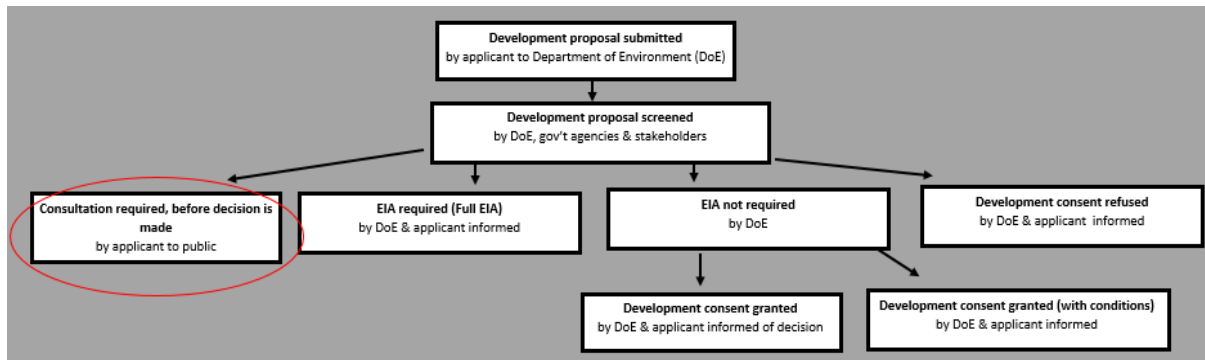 Development proposal submitted
by applicant to Department of Environment (DoE)
Development proposal screened
by DoE, gov't agencies & stakeholders
Consultation required, before decision is
made
by applicant to public
EIA required (Full EIA)
by DoE & applicant informed
EIA not required
by DoE
Development consent refused
by DoE & applicant informed
Development consent granted
by DoE & applicant informed of decision
Development consent granted (with conditions)
by DoE & applicant informed